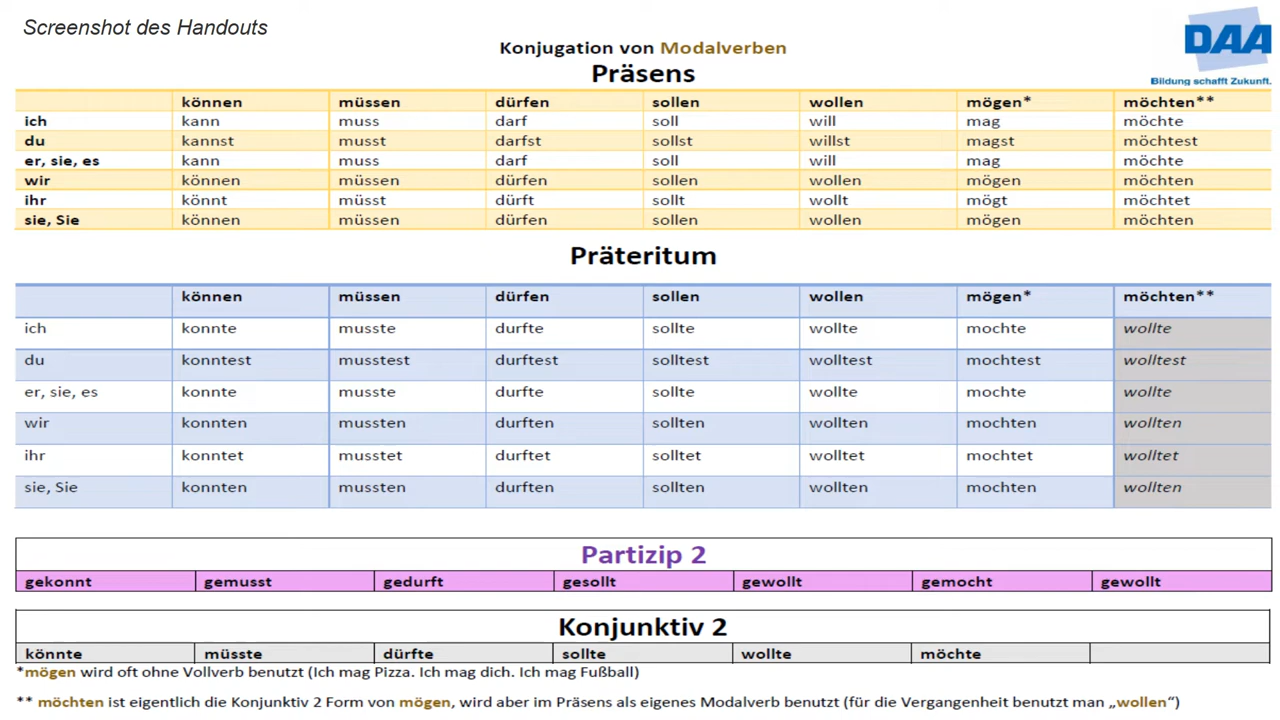 Screenshot des Handouts
DAA
Bildung schafft Zukunft.
Konjugation von Modalverben
Präsens
können müssen dürfen sollen wollen mögen* möchten**
ich kann muss darf soll will mag möchte
du kannst musst darfst sollst willst magst möchtest
er, sie, es kann muss darf soll will mag möchte
wir können müssen dürfen sollen wollen mögen möchten
ihr könnt müsst dürft sollt wollt mögt möchtet
sie, Sie können müssen dürfen sollen wollen mögen möchten
Präteritum
können müssen dürfen sollen wollen mögen* möchten**
ich konnte musste durfte sollte wollte mochte wollte
du konntest musstest durftest solltest wolltest mochtest wolltest
er, sie, es konnte musste durfte sollte wollte mochte wollte
wir konnten mussten durften sollten wollten mochten wollten
ihr konntet musstet durftet solltet wolltet mochtet wolltet
sie, Sie konnten mussten durften sollten wollten mochten wollten
Partizip 2
gekonnt gemusst gedurft gesollt gewollt gemocht gewollt
Konjunktiv 2
könnte müsste dürfte sollte wollte möchte
*mögen wird oft ohne Vollverb benutzt (Ich mag Pizza. Ich mag dich. Ich mag Fußball)
** möchten ist eigentlich die Konjunktiv 2 Form von mögen, wird aber im Präsens als eigenes Modalverb benutzt (für die Vergangenheit benutzt man „wollen“)